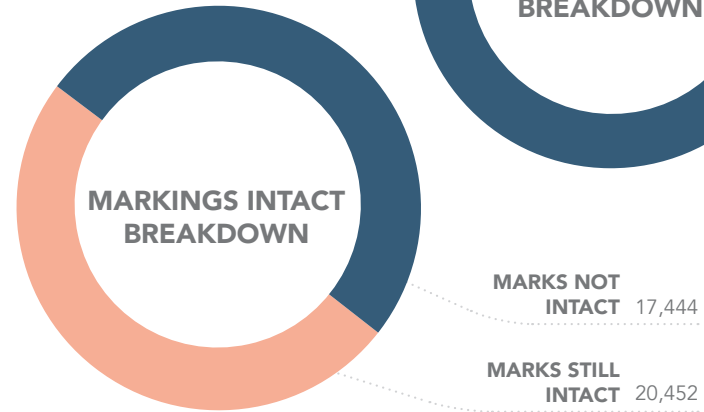 BREAKDOWN
MARKINGS INTACT
BREAKDOWN
MARKS NOT
INTACT 17,444
MARKS STILL
INTACT 20,452